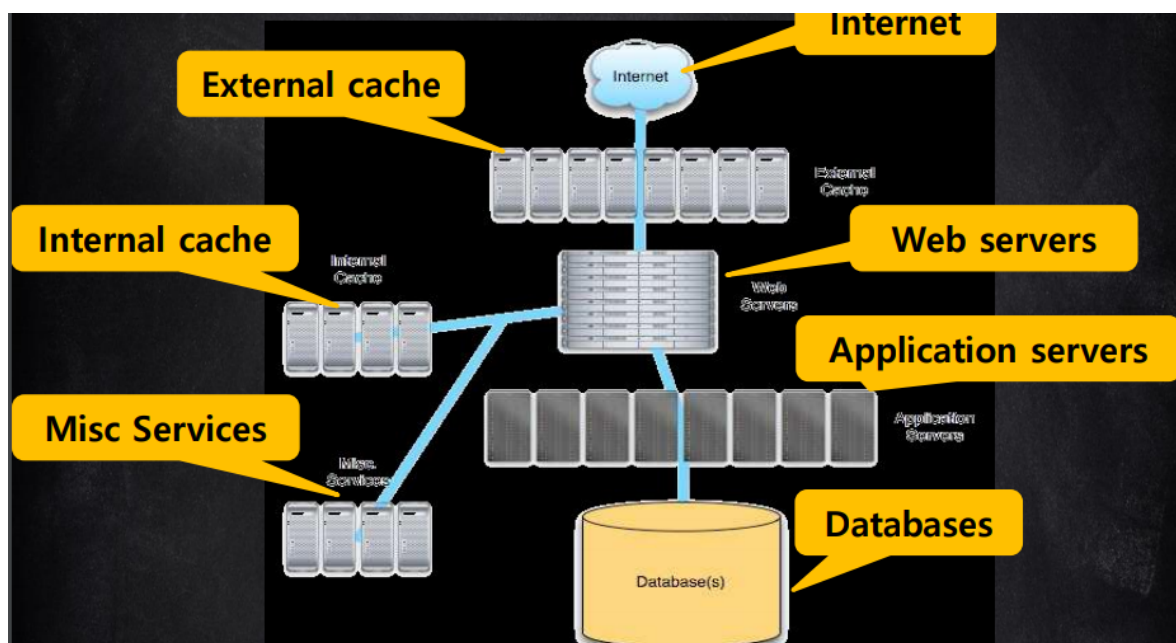 Internet
Internet
External cache
External
Cache
Internal cache
Internal
Cache
Web servers
Web
Servers
Application servers
Application
Servers
Misc Services
Misc.
Services
Databases
Database(s)